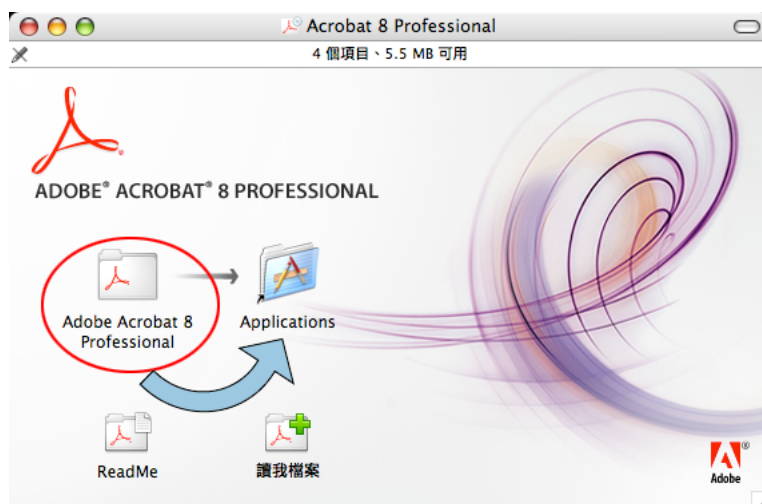 Acrobat 8 Professional
4 個項目、5.5 MB 可用
ADOBE® ACROBAT® 8 PROFESSIONAL
Adobe Acrobat 8
Professional
Applications
ReadMe
讀我檔案
Adobe